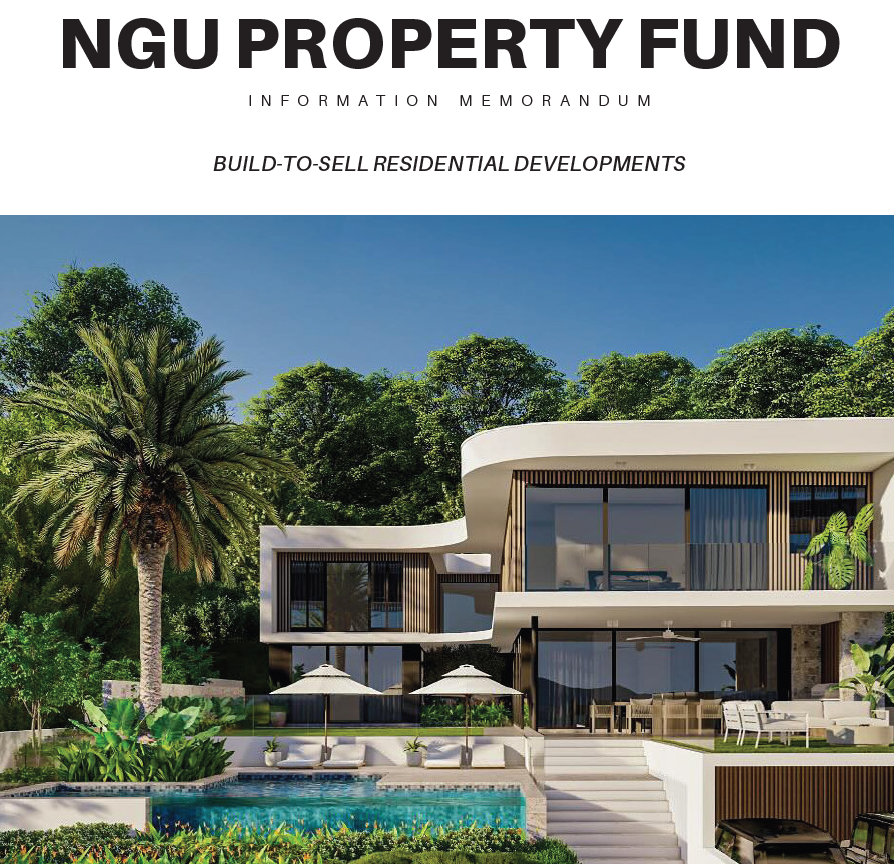 NGU PROPERTY FUND
INFORMATION MEMORANDUM
BUILD-TO-SELL RESIDENTIAL DEVELOPMENTS